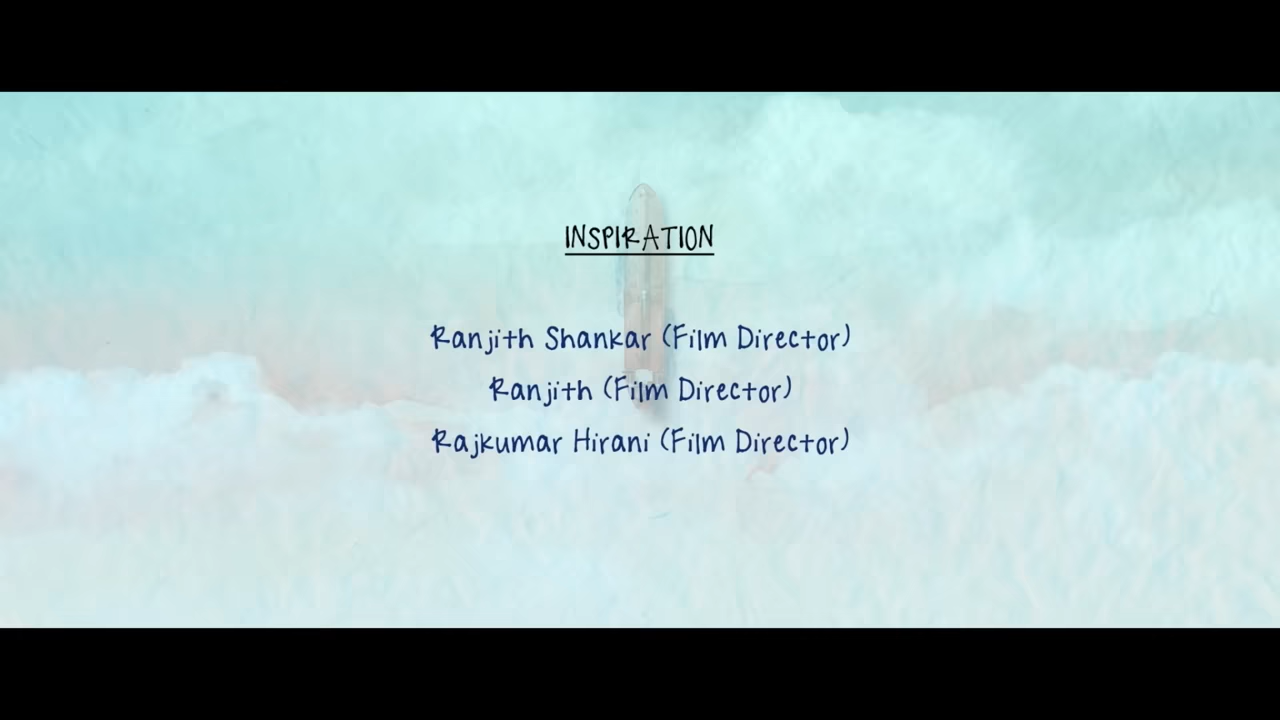 INSPIRATION
Ranjith Shankar (Film Director)
Ranjith (Film Director)
Rajkumar Hirani (Film Director)